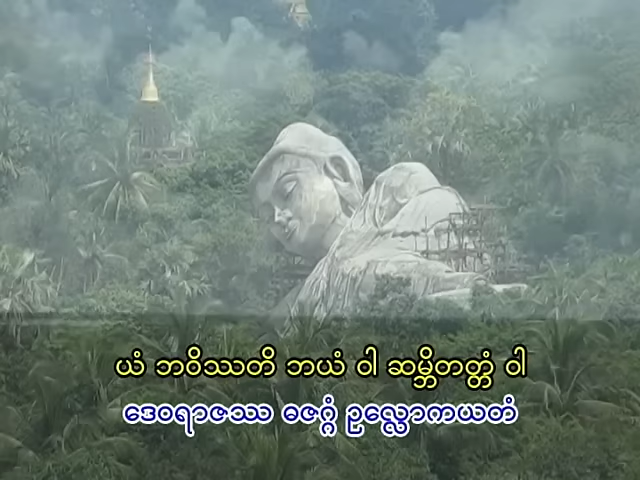 ယံ ဘဝိဿတိ ဘယံ ဝါ ဆမ္ဘိတတ္တံ ဝါ
ဒေဝရာဇဿ ဓဇဂ္ဂံ ဥလ္လောကယတံ